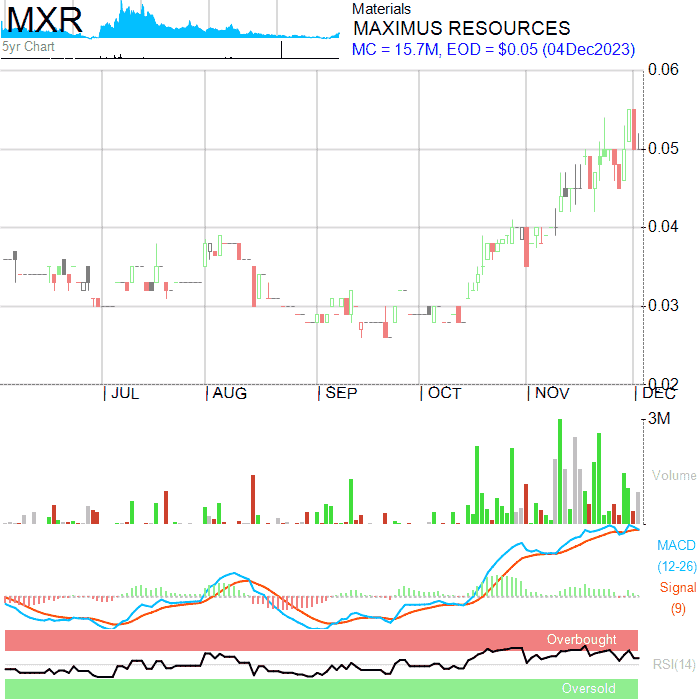 MXR
5yr Chart
Materials
MAXIMUS RESOURCES
MC = 15.7M, EOD = $0.05 (04Dec2023)
0.06
0.05
0.04
0.03
0.02
JUL AUG SEP OCT NOV DEC
3M
Volume
MACD
(12-26)
Signal
(9)
Overbought
RSI(14)
Oversold